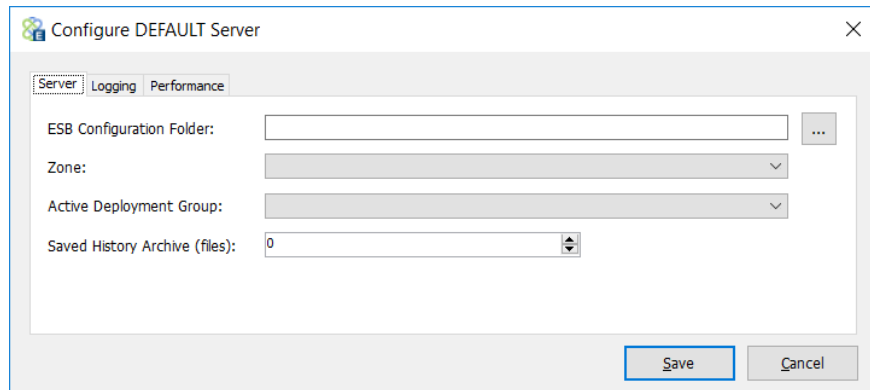 Configure DEFAULT Server
Server Logging Performance
ESB Configuration Folder:
...
Zone:
Active Deployment Group:
Saved History Archive (files):
0
Save Cancel